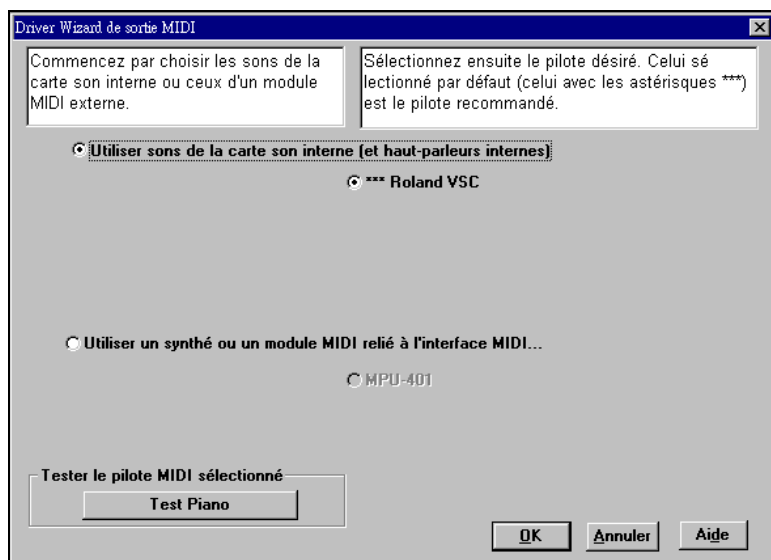 Driver Wizard de sortie MIDI
Commencez par choisir les sons de la
carte son interne ou ceux d'un module
MIDI externe.
Sélectionnez ensuite le pilote désiré. Celui sé
lectionné par défaut (celui avec les astérisques ***)
est le pilote recommandé.
Utiliser sons de la carte son interne (et haut-parleurs internes)
*** Roland VSC
Utiliser un synthé ou un module MIDI relié à l'interface MIDI...
MPU-401
Tester le pilote MIDI sélectionné
Test Piano
OK
Annuler
Aide